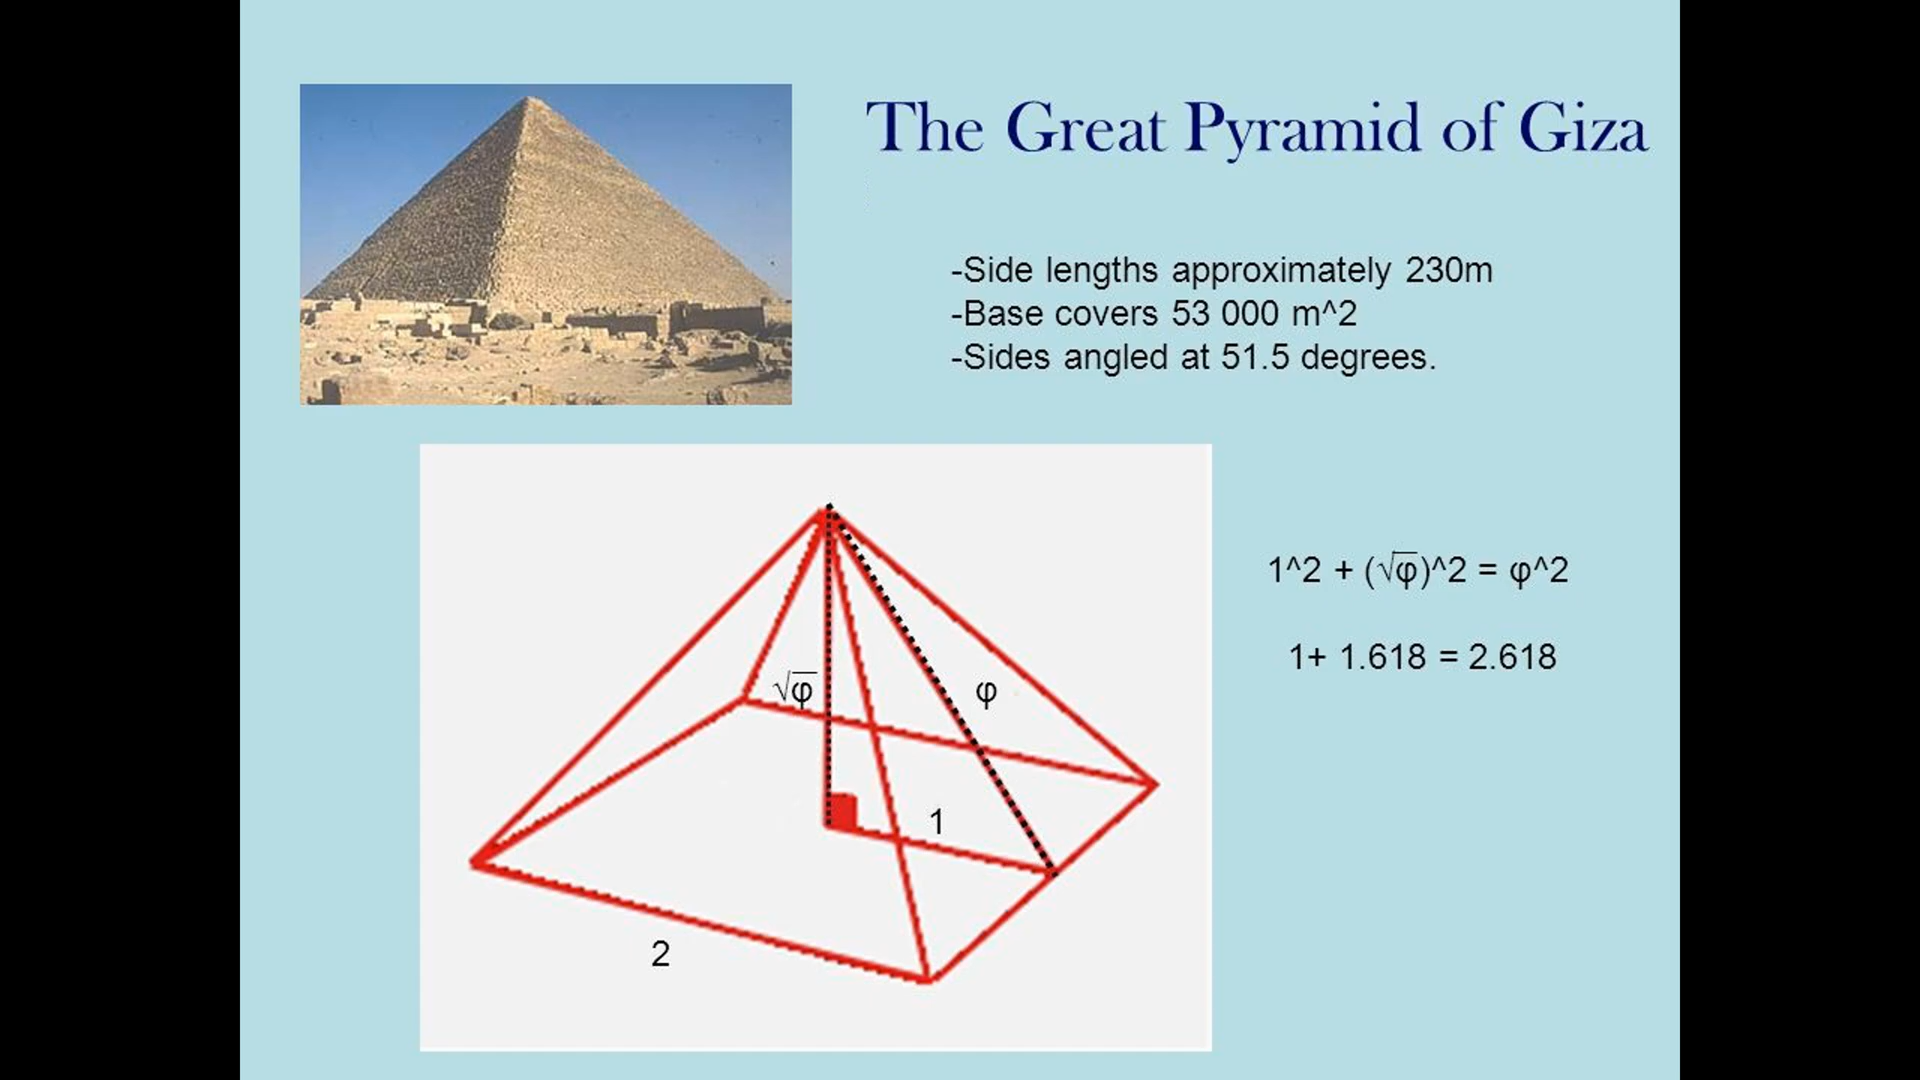 The Great Pyramid of Giza
-Side lengths approximately 230m
-Base covers 53 000 m^2
-Sides angled at 51.5 degrees.
1^2 + (√φ)^2 = φ^2
1+ 1.618 = 2.618
√φ
φ
1
2